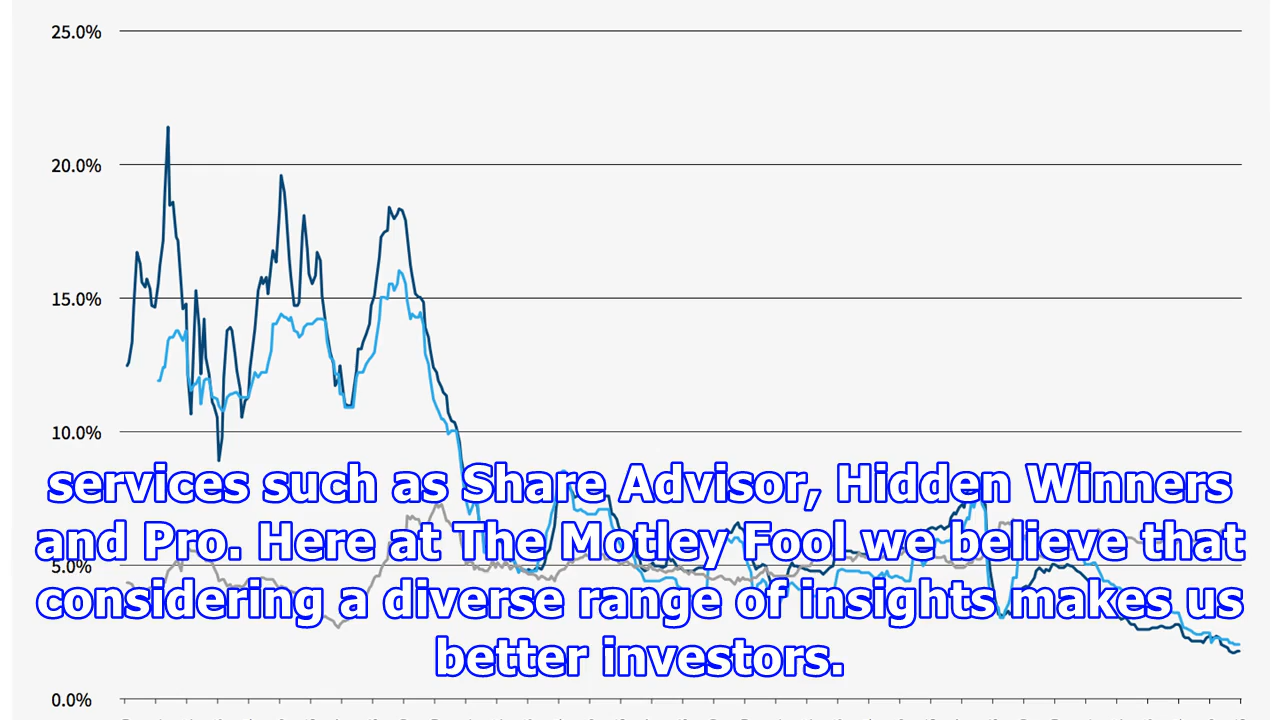 25.0%
20.0%
15.0%
10.0%
services such as Share Advisor, Hidden Winners
and Pro. Here at The Motley Fool we believe that
5.0%
considering a diverse range of insights makes us
better investors.
0.0%